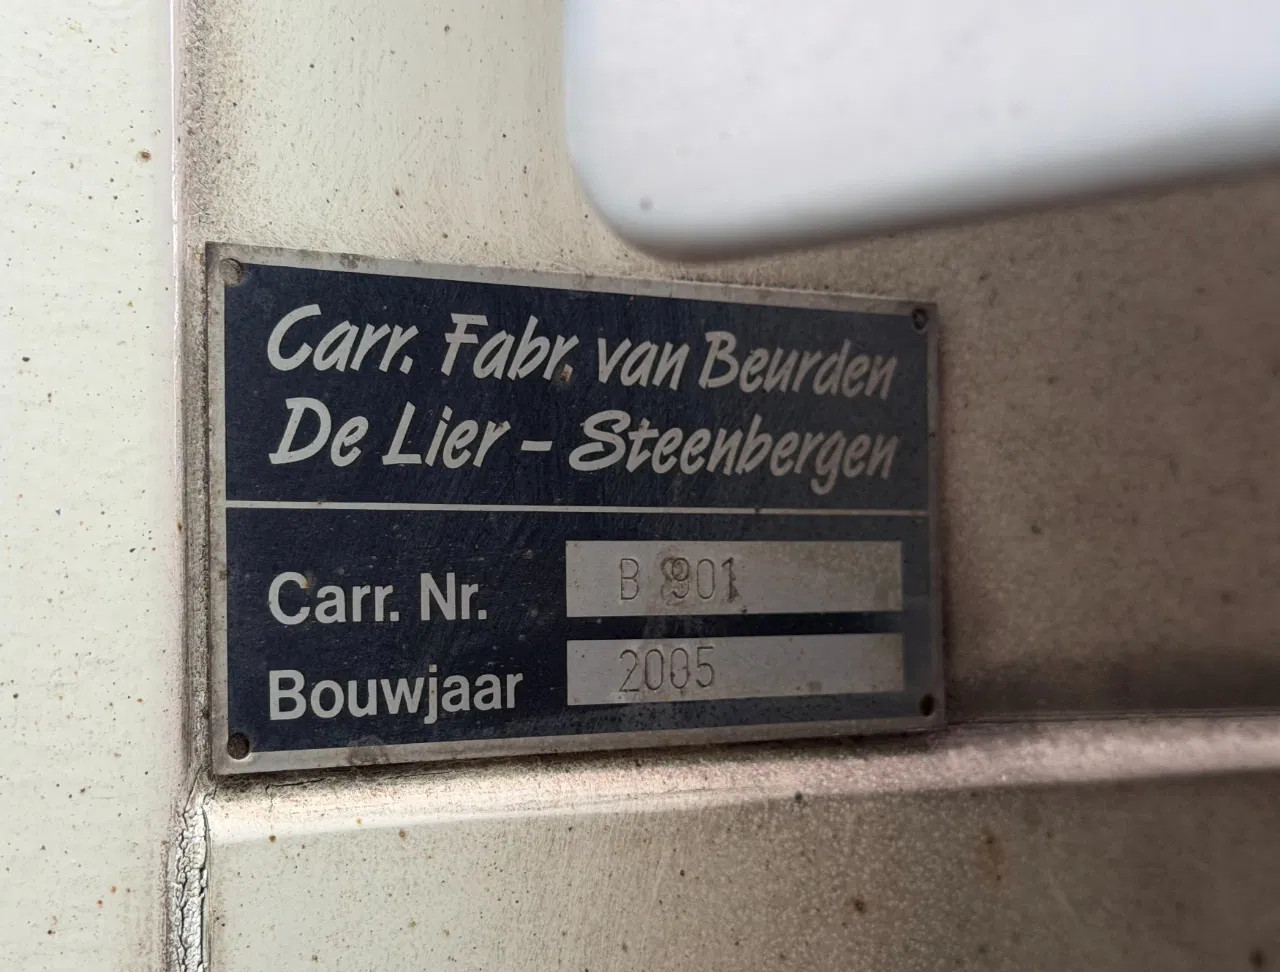 Carr. Fabr. van Beurden
De Lier - Steenbergen
Carr. Nr. B 901
Bouwjaar 2005